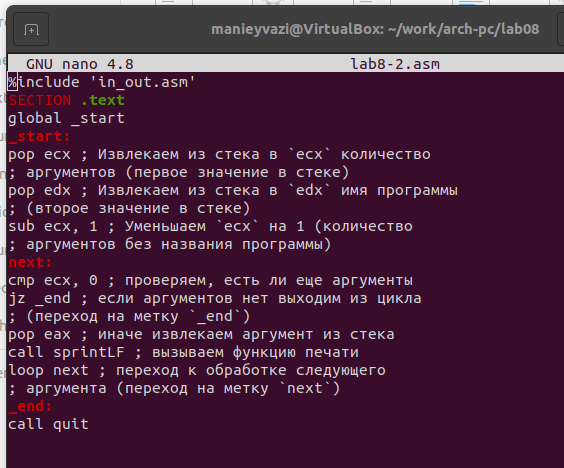 manieyvazi@VirtualBox: ~/work/arch-pc/lab08
GNU nano 4.8 lab8-2.asm
%include 'in_out.asm'
SECTION .text
global _start
_start:
pop ecx ; Извлекаем из стека в `ecx` количество
; аргументов (первое значение в стеке)
pop edx ; Извлекаем из стека в `edx` имя программы
; (второе значение в стеке)
sub ecx, 1 ; Уменьшаем `ecx` на 1 (количество
; аргументов без названия программы)
next:
cmp ecx, 0 ; проверяем, есть ли еще аргументы
jz _end ; если аргументов нет выходим из цикла
; (переход на метку `_end`)
pop eax ; иначе извлекаем аргумент из стека
call sprintLF ; вызываем функцию печати
loop next ; переход к обработке следующего
; аргумента (переход на метку `next`)
_end:
call quit